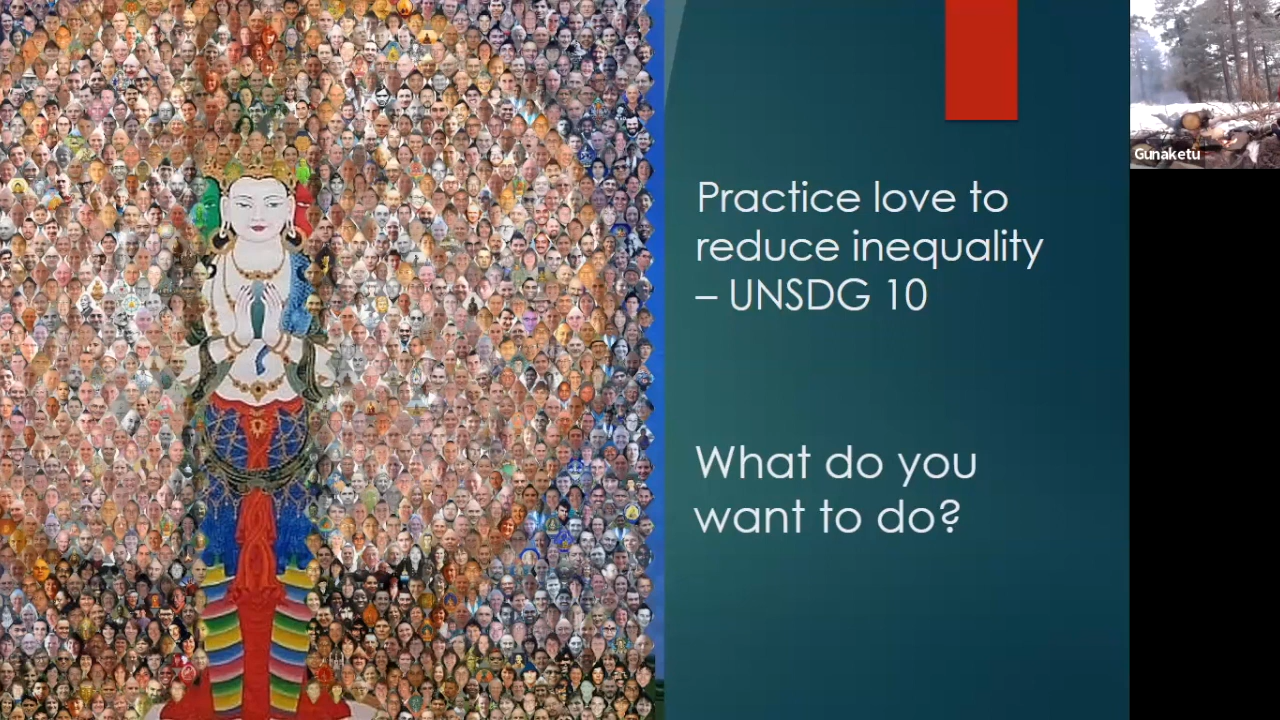 Practice love to
reduce inequality
– UNSDG 10
What do you
want to do?
Gunaketu